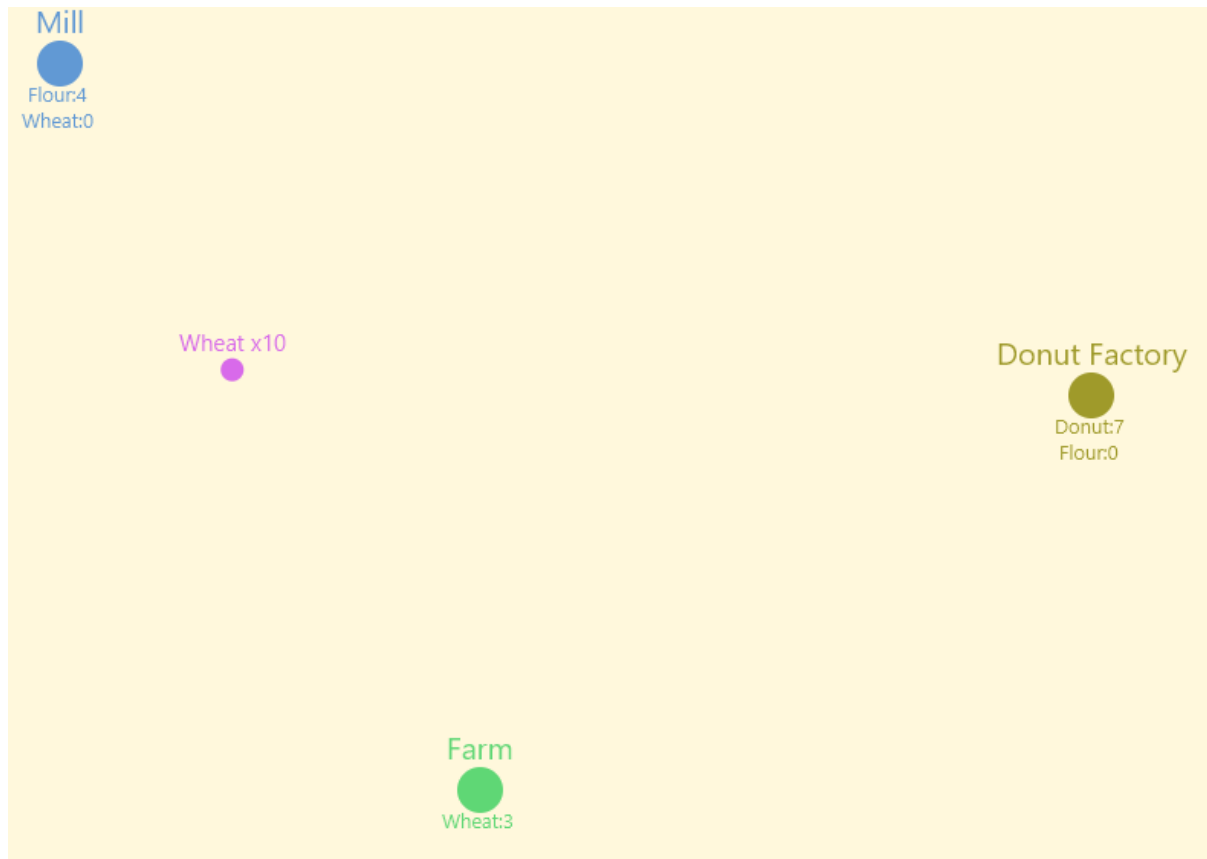 Mill
Flour:4
Wheat:0
Wheat x10
Donut Factory
Donut:7
Flour:0
Farm
Wheat:3